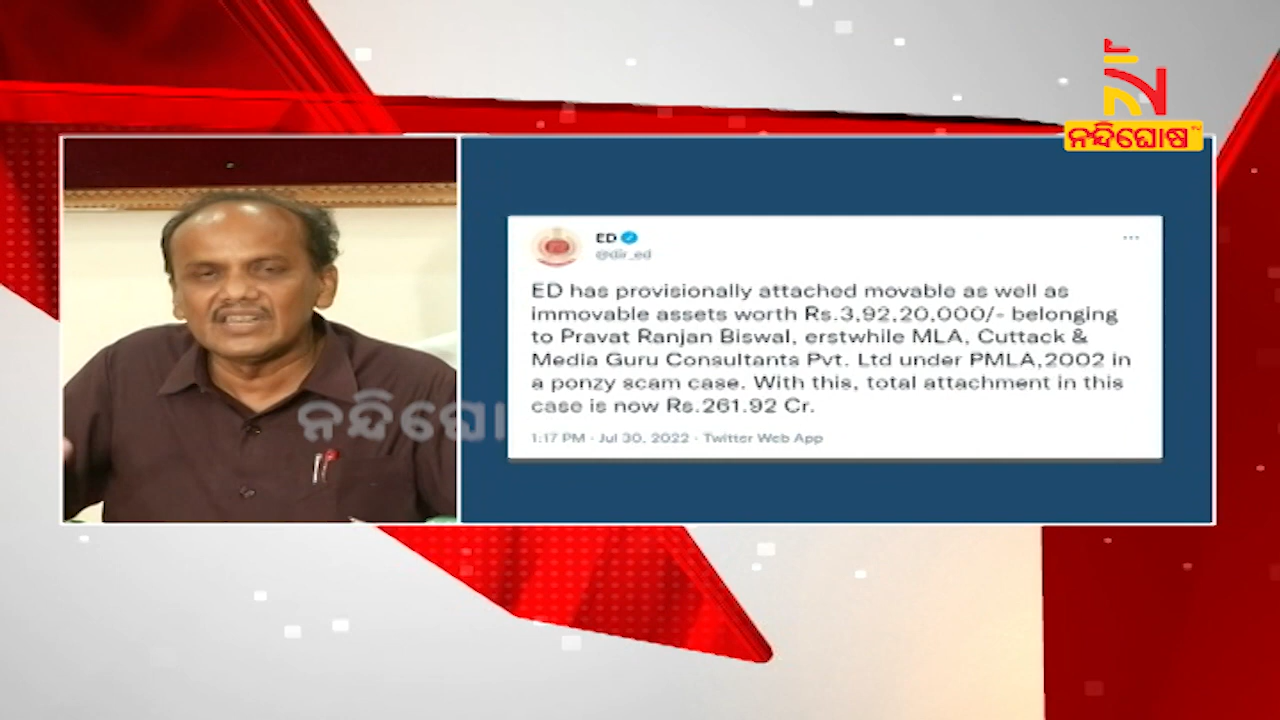 ନନ୍ଦିଘୋଷ
ED
@dir_ed
ED has provisionally attached movable as well as
immovable assets worth Rs.3,92,20,000/- belonging
to Pravat Ranjan Biswal, erstwhile MLA, Cuttack &
Media Guru Consultants Pvt. Ltd under PMLA,2002 in
a ponzy scam case. With this, total attachment in this
case is now Rs.261.92 Cr.
1:17 PM · Jul 30, 2022 · Twitter Web App
ନନ୍ଦିଘୋ